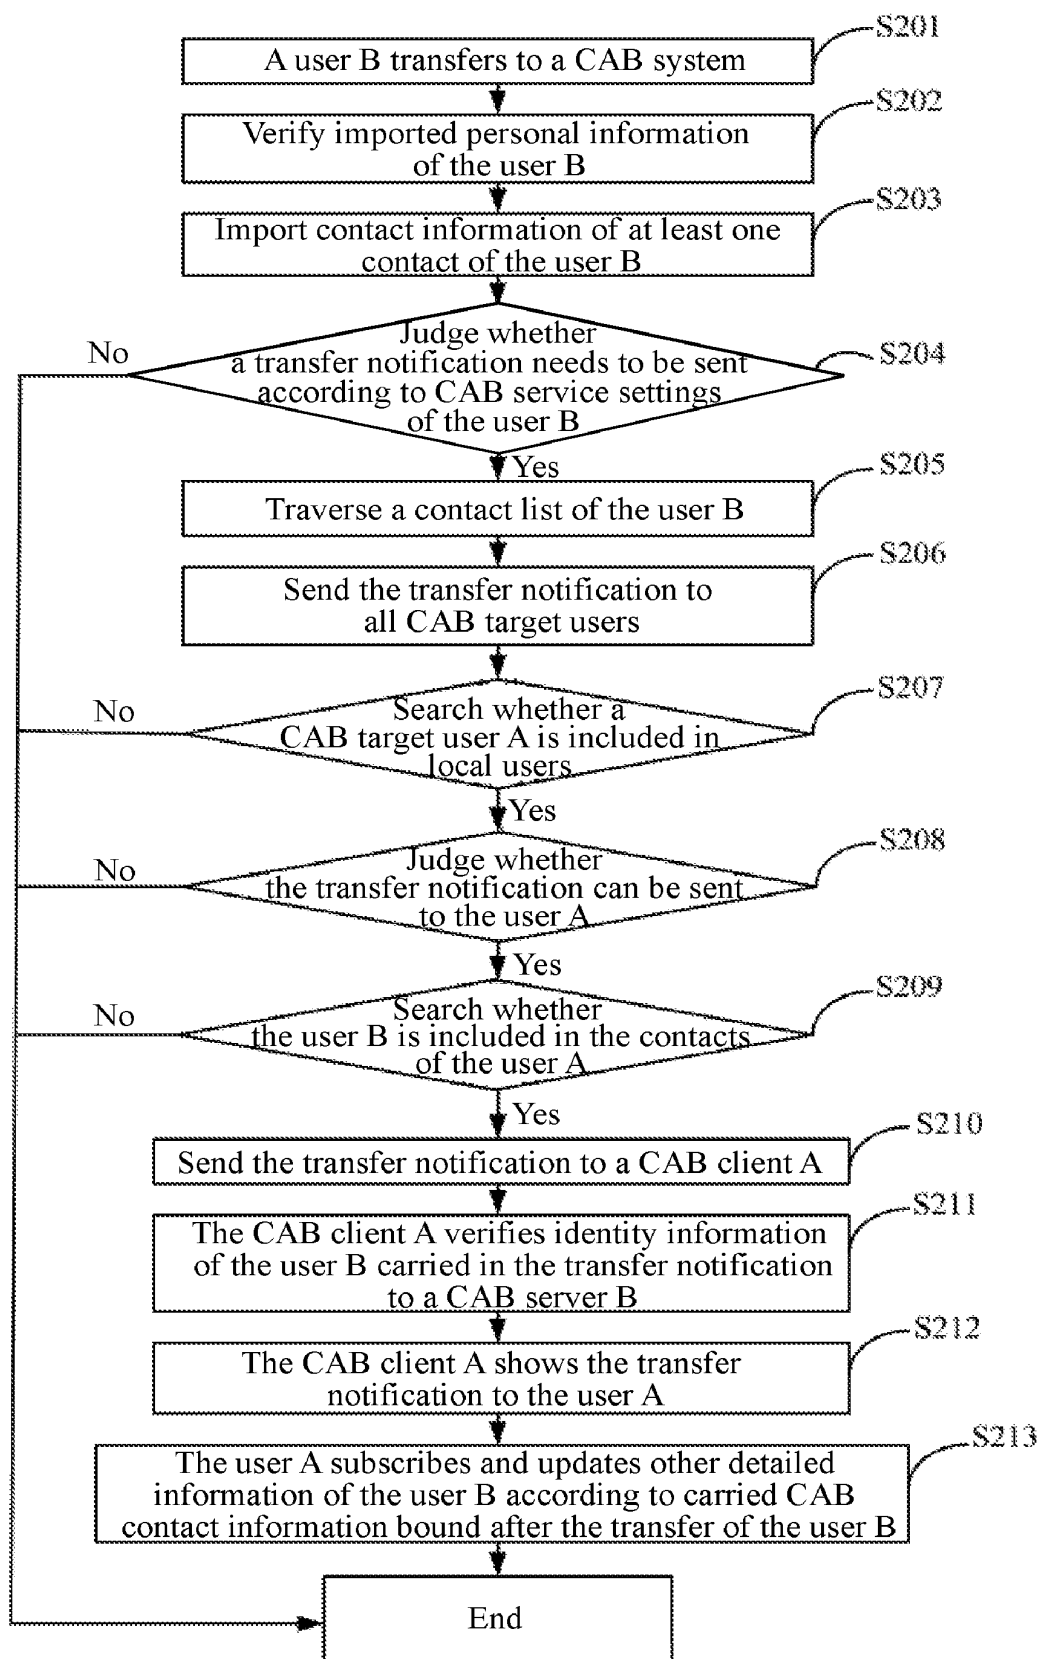 S201
A user B transfers to a CAB system
S202
Verify imported personal information
of the user B
S203
Import contact information of at least one
contact of the user B
Judge whether
a transfer notification needs to be sent
according to CAB service settings
of the user B
No
S204
Yes
S205
Traverse a contact list of the user B
S206
Send the transfer notification to
all CAB target users
S207
No
Search whether a
CAB target user A is included in
local users
Yes
S208
No
Judge whether
the transfer notification can be sent
to the user A
Yes
S209
No
Search whether
the user B is included in the contacts
of the user A
Yes
S210
Send the transfer notification to a CAB client A
S211
The CAB client A verifies identity information
of the user B carried in the transfer notification
to a CAB server B
S212
The CAB client A shows the transfer
notification to the user A
S213
The user A subscribes and updates other detailed
information of the user B according to carried CAB
contact information bound after the transfer of the user B
End